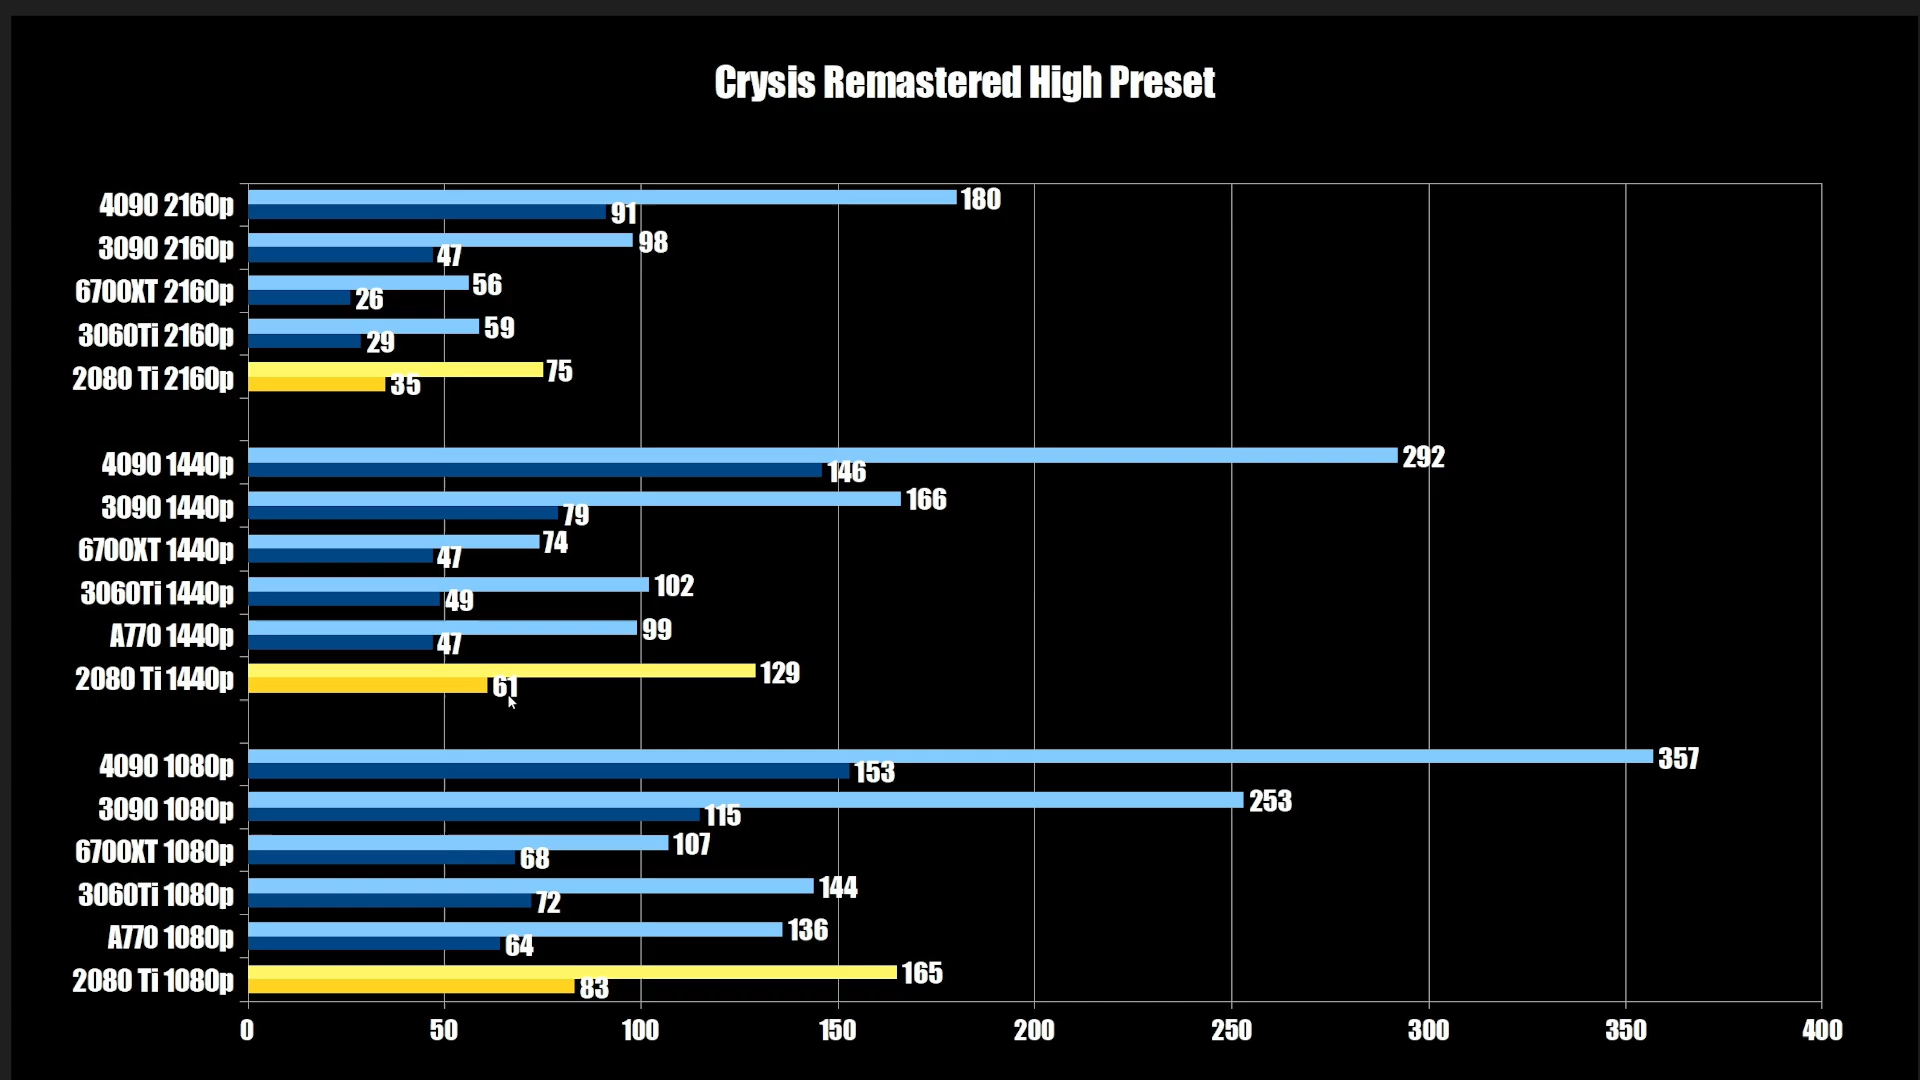 Crysis Remastered High Preset
4090 2160p 180
91
3090 2160p 98
47
6700XT 2160p 56
26
3060Ti 2160p 59
29
2080 Ti 2160p 75
35
4090 1440p 292
146
3090 1440p 166
79
6700XT 1440p 74
47
3060Ti 1440p 102
49
A770 1440p 99
47
2080 Ti 1440p 129
61
4090 1080p 357
153
3090 1080p 253
115
6700XT 1080p 107
68
3060Ti 1080p 144
72
A770 1080p 136
64
2080 Ti 1080p 165
83
0 50 100 150 200 250 300 350 400